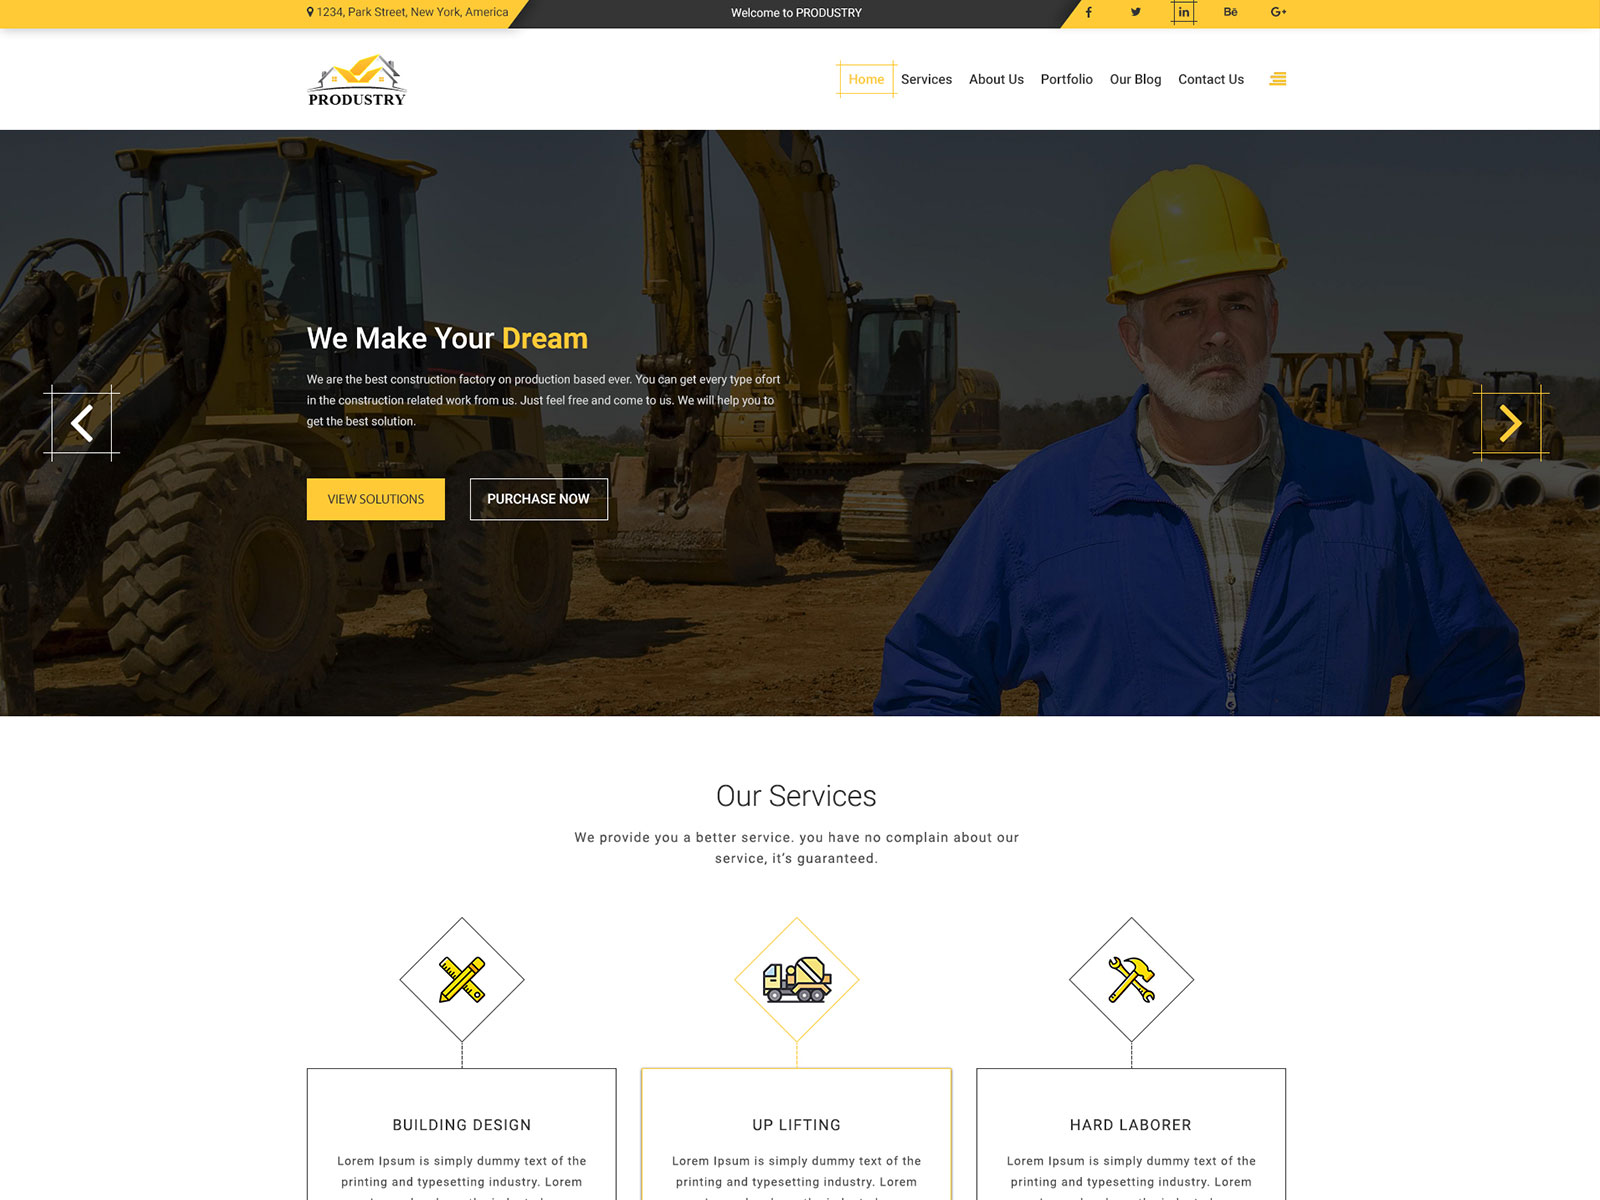 1234, Park Street, New York, America
Welcome to PRODUSTRY
f
in
Bē
G+
PRODUSTRY
Home
Services
About Us
Portfolio
Our Blog
Contact Us
We Make Your Dream
We are the best construction factory on production based ever. You can get every type ofort
in the construction related work from us. Just feel free and come to us. We will help you to
get the best solution.
VIEW SOLUTIONS
PURCHASE NOW
Our Services
We provide you a better service. you have no complain about our
service, it's guaranteed.
BUILDING DESIGN
Lorem Ipsum is simply dummy text of the
printing and typesetting industry. Lorem
UP LIFTING
Lorem Ipsum is simply dummy text of the
printing and typesetting industry. Lorem
HARD LABORER
Lorem Ipsum is simply dummy text of the
printing and typesetting industry. Lorem